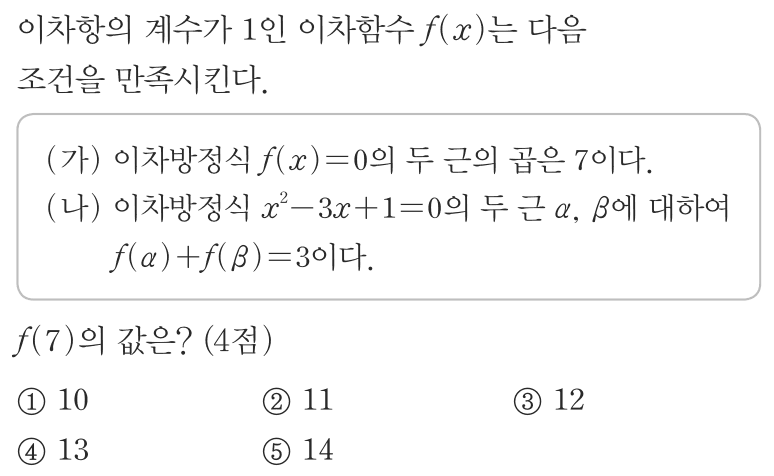 이차항의 계수가 1인 이차함수 f(x)는 다음
조건을 만족시킨다.
(가) 이차방정식 f(x)=0의 두 근의 곱은 7이다.
(나) 이차방정식 x²−3x+1=0의 두 근 α, β에 대하여
f(α)+f(β)=3이다.
f(7)의 값은? (4점)
① 10 ② 11 ③ 12
④ 13 ⑤ 14